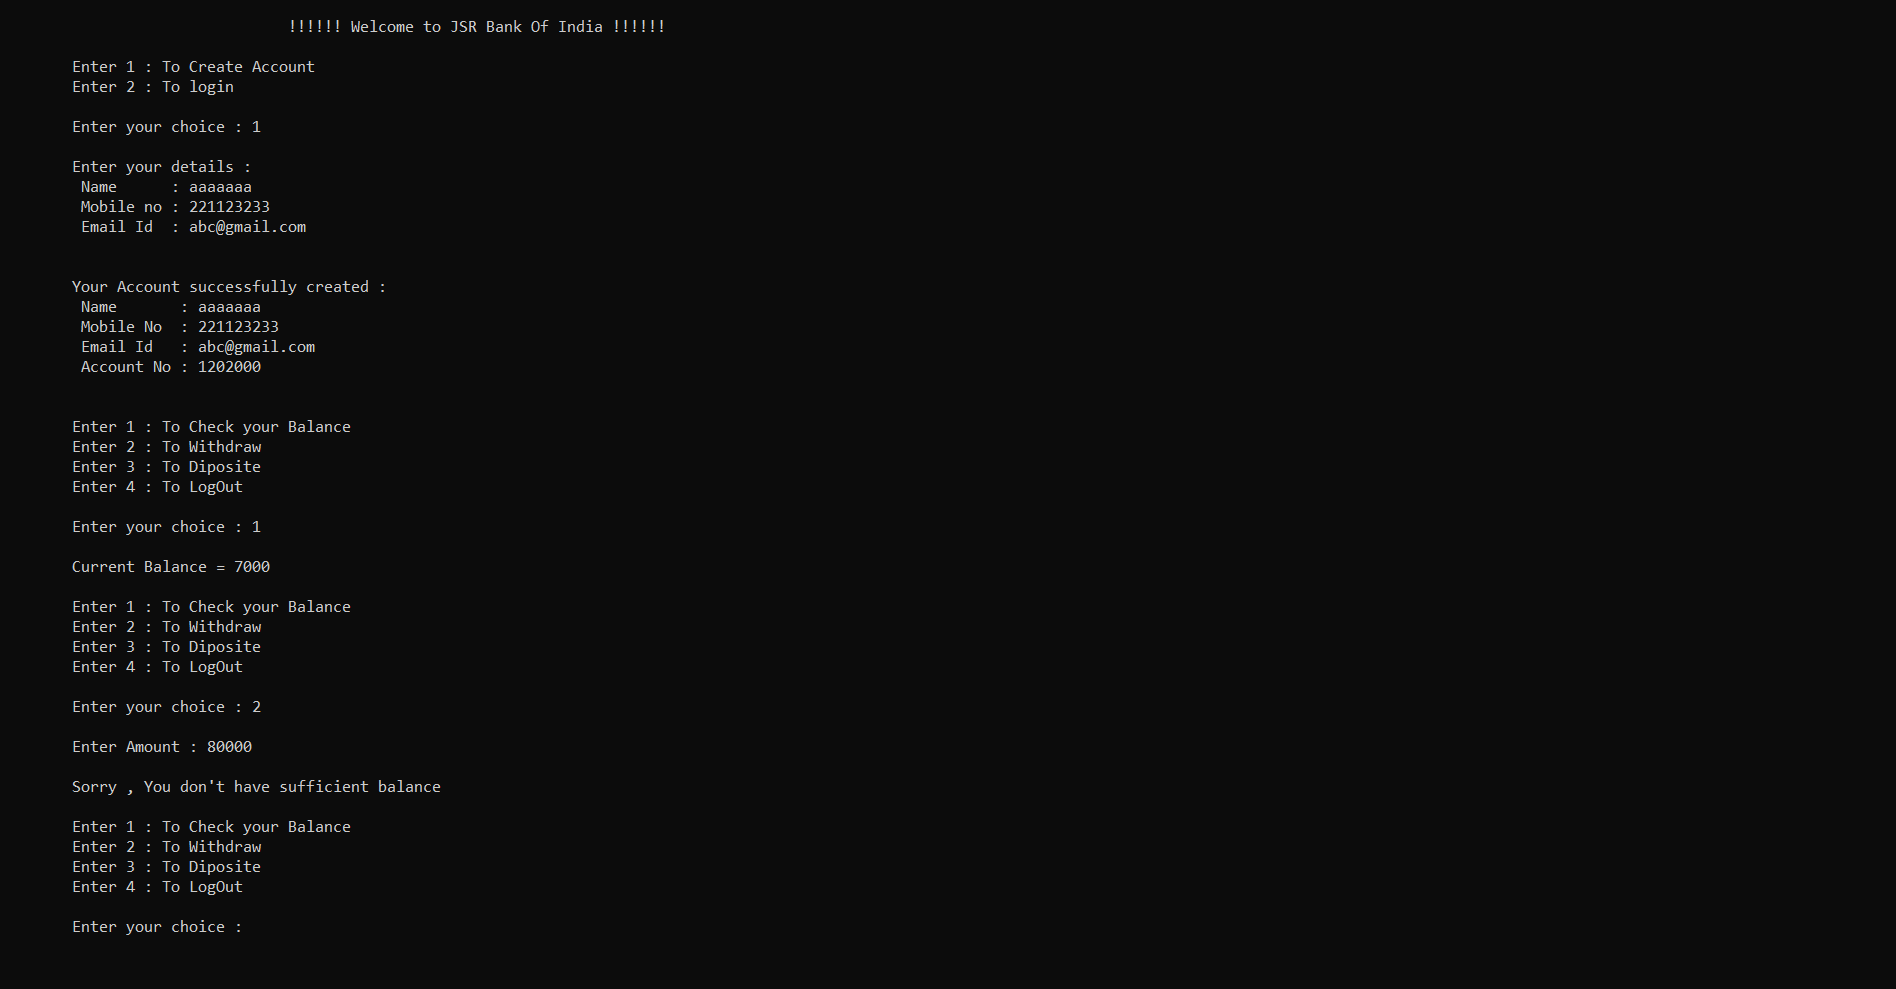 !!!!!! Welcome to JSR Bank Of India !!!!!!
Enter 1 : To Create Account
Enter 2 : To login
Enter your choice : 1
Enter your details :
Name      : aaaaaaa
Mobile no : 221123233
Email Id  : abc@gmail.com
Your Account successfully created :
Name       : aaaaaaa
Mobile No  : 221123233
Email Id   : abc@gmail.com
Account No : 1202000
Enter 1 : To Check your Balance
Enter 2 : To Withdraw
Enter 3 : To Diposite
Enter 4 : To LogOut
Enter your choice : 1
Current Balance = 7000
Enter 1 : To Check your Balance
Enter 2 : To Withdraw
Enter 3 : To Diposite
Enter 4 : To LogOut
Enter your choice : 2
Enter Amount : 80000
Sorry , You don't have sufficient balance
Enter 1 : To Check your Balance
Enter 2 : To Withdraw
Enter 3 : To Diposite
Enter 4 : To LogOut
Enter your choice :